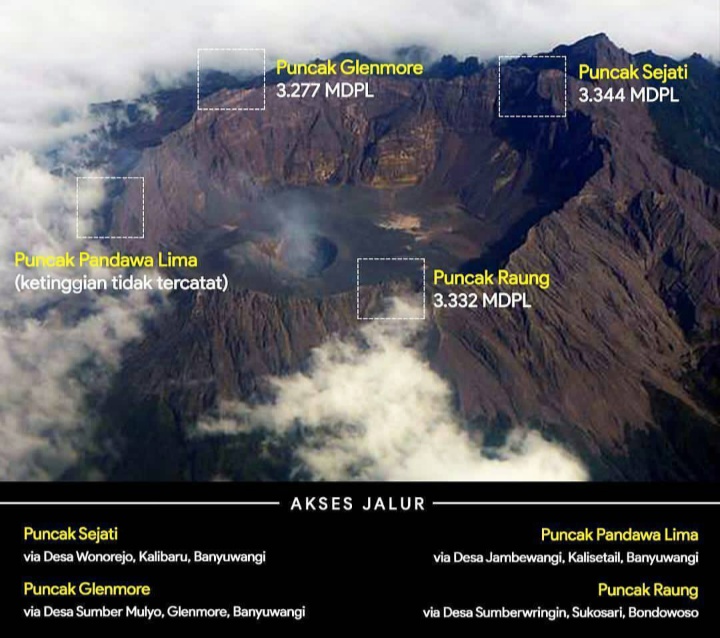 Puncak Glenmore
3.277 MDPL
Puncak Sejati
3.344 MDPL
Puncak Pandawa Lima
(ketinggian tidak tercatat)
Puncak Raung
3.332 MDPL
AKSES JALUR
Puncak Sejati
via Desa Wonorejo, Kalibaru, Banyuwangi
Puncak Pandawa Lima
via Desa Jambewangi, Kalisetail, Banyuwangi
Puncak Glenmore
via Desa Sumber Mulyo, Glenmore, Banyuwangi
Puncak Raung
via Desa Sumberwringin, Sukosari, Bondowoso